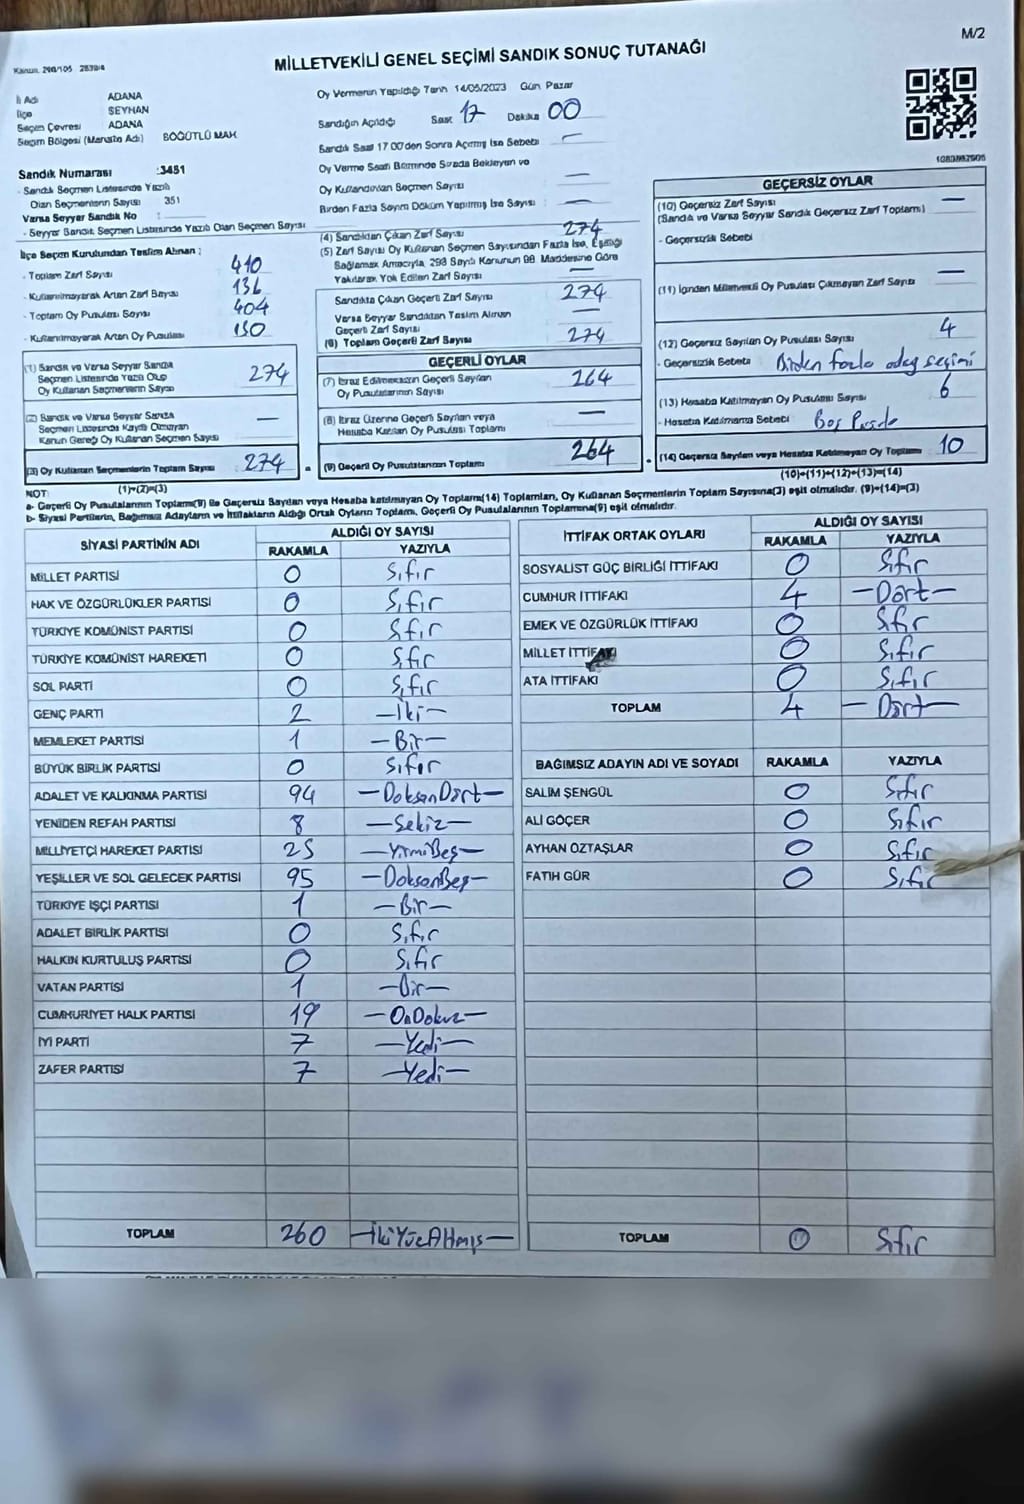 M/2
MİLLETVEKİLİ GENEL SEÇİMİ SANDIK SONUÇ TUTANAĞI
Kanun. 298/105
İl Adı ADANA
İlçe SEYHAN
Seçim Çevresi ADANA
Seçim Bölgesi (Mahalle Adı) SÖĞÜTLÜ MAH.
Oy Vermenin Yapıldığı Tarih 14/05/2023 Gün Pazar
Sandığın Açıldığı Saat 17 Dakika 00
Sandık Saat 17.00'den Sonra Açılmış İse Sebebi —
Oy Verme Saati Bitiminde Sırada Bekleyen ve
Oy Kullandırılan Seçmen Sayısı —
Birden Fazla Sayım Döküm Yapılmış İse Sayısı —
Sandık Numarası :3451
- Sandık Seçmen Listesinde Yazılı
Olan Seçmenlerin Sayısı 351
Varsa Seyyar Sandık No :
- Seyyar Sandık Seçmen Listesinde Yazılı Olan Seçmen Sayısı
İlçe Seçim Kurulundan Teslim Alınan :
- Toplam Zarf Sayısı 410
- Kullanılmayarak Artan Zarf Sayısı 136
- Toplam Oy Pusulası Sayısı 404
- Kullanılmayarak Artan Oy Pusulası 130
(4) Sandıktan Çıkan Zarf Sayısı 274
(5) Zarf Sayısı Oy Kullanan Seçmen Sayısından Fazla İse, Eşitliği
Sağlamak Amacıyla, 298 Sayılı Kanunun 98. Maddesine Göre
Yakılarak Yok Edilen Zarf Sayısı —
Sandıkta Çıkan Geçerli Zarf Sayısı 274
Varsa Seyyar Sandıktan Teslim Alınan
Geçerli Zarf Sayısı —
(6) Toplam Geçerli Zarf Sayısı 274
GEÇERSİZ OYLAR
(10) Geçersiz Zarf Sayısı —
(Sandık ve Varsa Seyyar Sandık Geçersiz Zarf Toplamı)
- Geçersizlik Sebebi
(11) İçinden Milletvekili Oy Pusulası Çıkmayan Zarf Sayısı —
(12) Geçersiz Sayılan Oy Pusulası Sayısı 4
- Geçersizlik Sebebi Birden fazla aday seçimi
(13) Hesaba Katılmayan Oy Pusulası Sayısı 6
- Hesaba Katılmama Sebebi Boş Pusula
(14) Geçersiz Sayılan veya Hesaba Katılmayan Oy Toplamı 10
(10)+(11)+(12)+(13)=(14)
(1) Sandık ve Varsa Seyyar Sandık
Seçmen Listesinde Yazılı Olup
Oy Kullanan Seçmenlerin Sayısı 274
(2) Sandık ve Varsa Seyyar Sandık
Seçmen Listesinde Kaydı Olmayan
Kanun Gereği Oy Kullanan Seçmen Sayısı —
(3) Oy Kullanan Seçmenlerin Toplam Sayısı 274
(1)+(2)=(3)
GEÇERLİ OYLAR
(7) İtiraz Edilmeksizin Geçerli Sayılan
Oy Pusulalarının Sayısı 264
(8) İtiraz Üzerine Geçerli Sayılan veya
Hesaba Katılan Oy Pusulası Toplamı —
(9) Geçerli Oy Pusulalarının Toplamı 264
NOT:
a- Geçerli Oy Pusulalarının Toplamı(9) ile Geçersiz Sayılan veya Hesaba katılmayan Oy Toplamı(14) Toplamları, Oy Kullanan Seçmenlerin Toplam Sayısına(3) eşit olmalıdır. (9)+(14)=(3)
b- Siyasi Partilerin, Bağımsız Adayların ve İttifakların Aldığı Ortak Oyların Toplamı, Geçerli Oy Pusulalarının Toplamına(9) eşit olmalıdır.
SİYASİ PARTİNİN ADI ALDIĞI OY SAYISI
RAKAMLA YAZIYLA
MİLLET PARTİSİ 0 Sıfır
HAK VE ÖZGÜRLÜKLER PARTİSİ 0 Sıfır
TÜRKİYE KOMÜNİST PARTİSİ 0 Sıfır
TÜRKİYE KOMÜNİST HAREKETİ 0 Sıfır
SOL PARTİ 0 Sıfır
GENÇ PARTİ 2 —İki—
MEMLEKET PARTİSİ 1 —Bir—
BÜYÜK BİRLİK PARTİSİ 0 Sıfır
ADALET VE KALKINMA PARTİSİ 94 —DoksanDört—
YENİDEN REFAH PARTİSİ 8 —Sekiz—
MİLLİYETÇİ HAREKET PARTİSİ 25 —YirmiBeş—
YEŞİLLER VE SOL GELECEK PARTİSİ 95 —DoksanBeş—
TÜRKİYE İŞÇİ PARTİSİ 1 —Bir—
ADALET BİRLİK PARTİSİ 0 Sıfır
HALKIN KURTULUŞ PARTİSİ 0 Sıfır
VATAN PARTİSİ 1 —Bir—
CUMHURİYET HALK PARTİSİ 19 —OnDokuz—
İYİ PARTİ 7 —Yedi—
ZAFER PARTİSİ 7 —Yedi—
TOPLAM 260 —İkiYüzAltmış—
İTTİFAK ORTAK OYLARI ALDIĞI OY SAYISI
RAKAMLA YAZIYLA
SOSYALİST GÜÇ BİRLİĞİ İTTİFAKI 0 Sıfır
CUMHUR İTTİFAKI 4 —Dört—
EMEK VE ÖZGÜRLÜK İTTİFAKI 0 Sıfır
MİLLET İTTİFAKI 0 Sıfır
ATA İTTİFAKI 0 Sıfır
TOPLAM 4 —Dört—
BAĞIMSIZ ADAYIN ADI VE SOYADI RAKAMLA YAZIYLA
SALİM ŞENGÜL 0 Sıfır
ALİ GÖÇER 0 Sıfır
AYHAN ÖZTAŞLAR 0 Sıfır
FATİH GÜR 0 Sıfır
TOPLAM 0 Sıfır